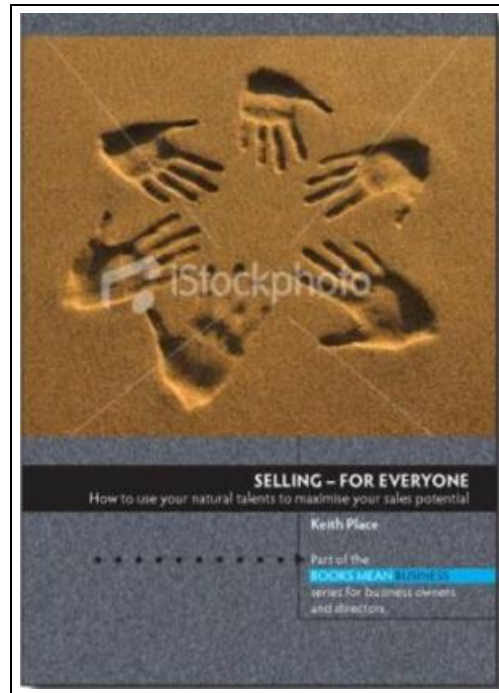 iStockphoto
SELLING – FOR EVERYONE
How to use your natural talents to maximise your sales potential
Keith Place
Part of the
BOOKS MEAN BUSINESS
series for business owners
and directors